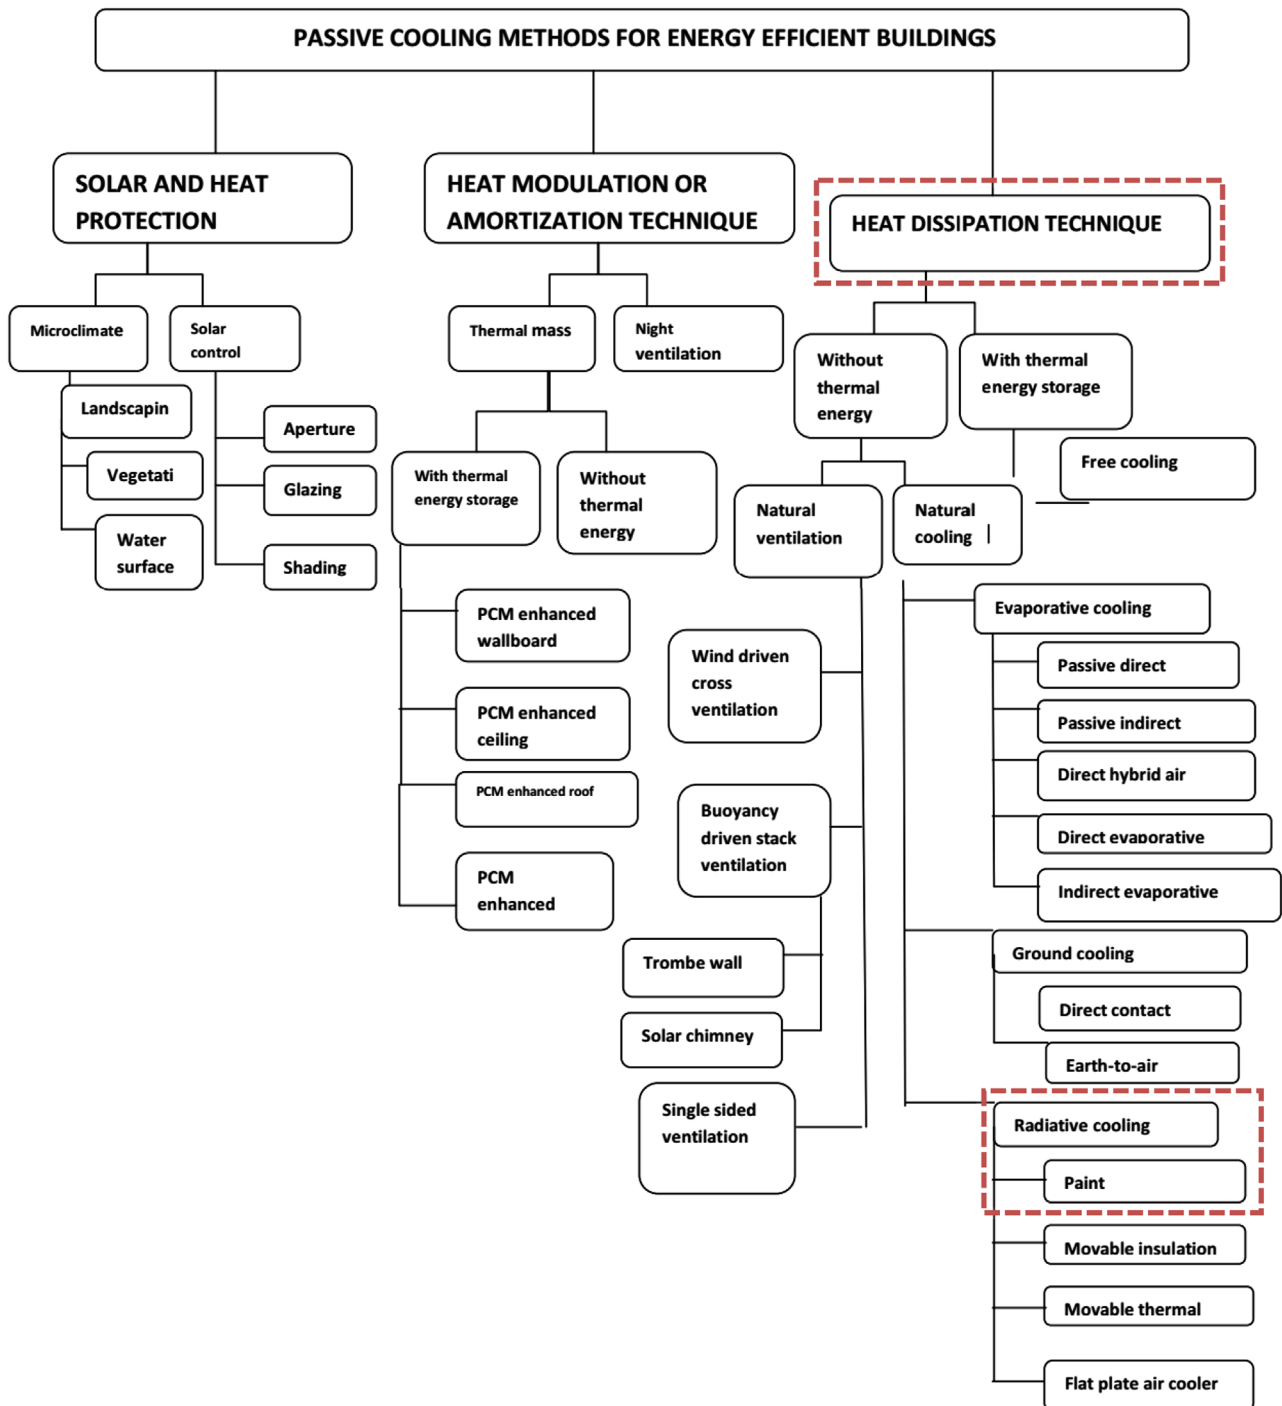 PASSIVE COOLING METHODS FOR ENERGY EFFICIENT BUILDINGS
SOLAR AND HEAT
PROTECTION
Microclimate
Landscapin
Vegetati
Water
surface
Solar
control
Aperture
Glazing
Shading
HEAT MODULATION OR
AMORTIZATION TECHNIQUE
Thermal mass
Night
ventilation
With thermal
energy storage
Without
thermal
energy
PCM enhanced
wallboard
PCM enhanced
ceiling
PCM enhanced roof
PCM
enhanced
HEAT DISSIPATION TECHNIQUE
Without
thermal
energy
With thermal
energy storage
Free cooling
Natural
ventilation
Natural
cooling
Wind driven
cross
ventilation
Buoyancy
driven stack
ventilation
Trombe wall
Solar chimney
Single sided
ventilation
Evaporative cooling
Passive direct
Passive indirect
Direct hybrid air
Direct evaporative
Indirect evaporative
Ground cooling
Direct contact
Earth-to-air
Radiative cooling
Paint
Movable insulation
Movable thermal
Flat plate air cooler